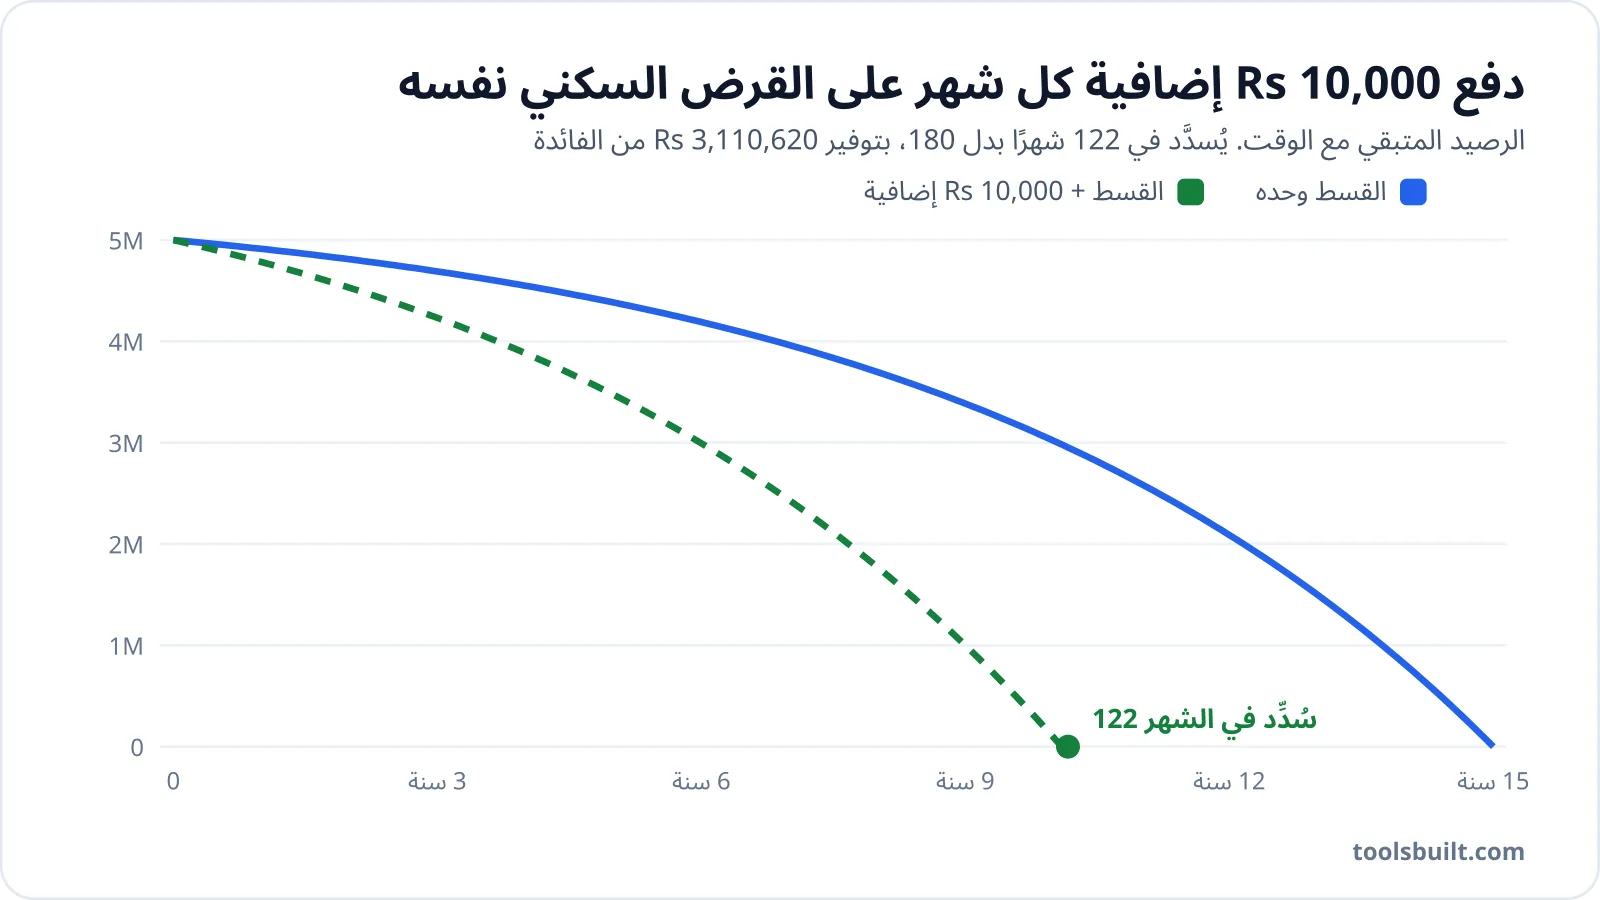 دفع Rs 10,000 إضافية كل شهر على القرض السكني نفسه
الرصيد المتبقي مع الوقت. يُسدَّد في 122 شهرًا بدل 180، بتوفير Rs 3,110,620 من الفائدة
القسط وحده
القسط + Rs 10,000 إضافية
5M
4M
3M
2M
1M
0
سُدِّد في الشهر 122
0
3 سنة
6 سنة
9 سنة
12 سنة
15 سنة
toolsbuilt.com